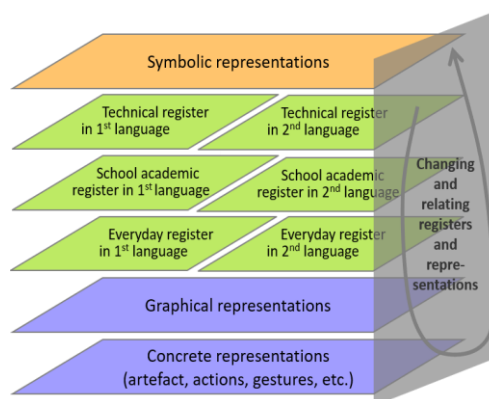 Symbolic representations
Technical register
in 1st language
Technical register
in 2nd language
School academic
register in 1st language
School academic
register in 2nd language
Everyday register
in 1st language
Everyday register
in 2nd language
Graphical representations
Concrete representations
(artefact, actions, gestures, etc.)
Changing
and
relating
registers
and
repre-
sentations